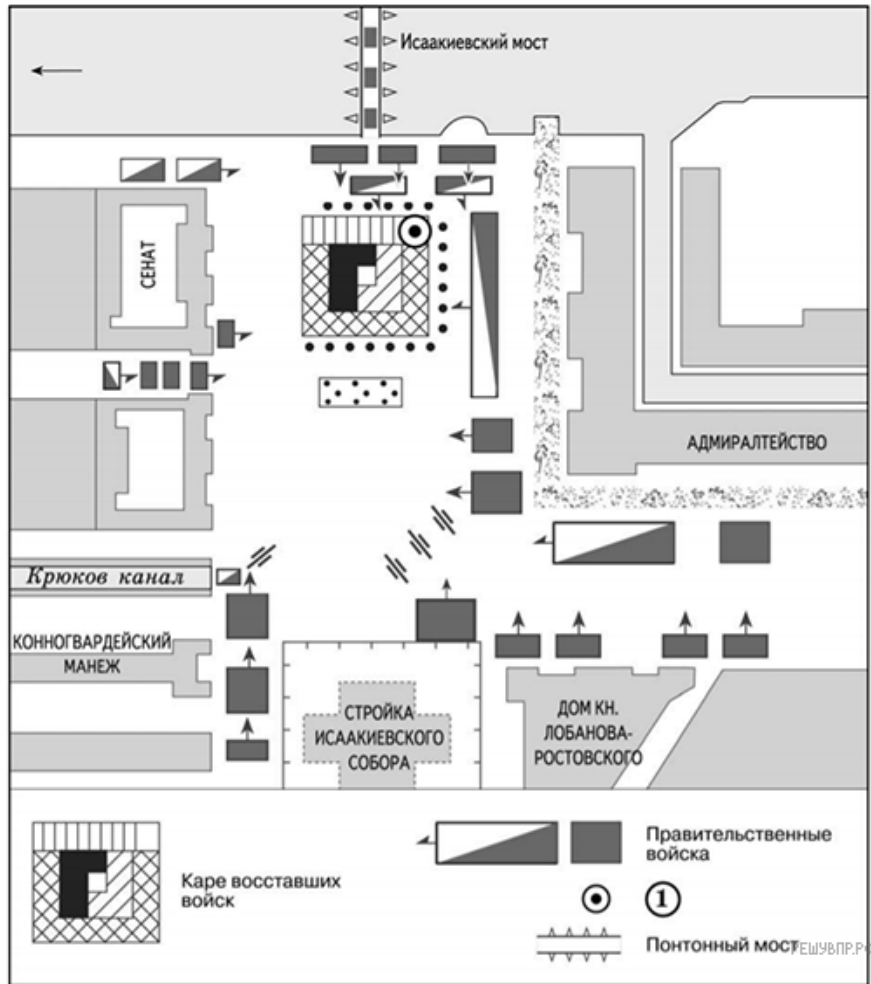 Исаакиевский мост
СЕНАТ
АДМИРАЛТЕЙСТВО
Крюков канал
КОННОГВАРДЕЙСКИЙ
МАНЕЖ
СТРОЙКА
ИСААКИЕВСКОГО
СОБОРА
ДОМ КН.
ЛОБАНОВА-
РОСТОВСКОГО
Каре восставших
войск
Правительственные
войска
1
Понтонный мост
РЕШУВПР.РФ